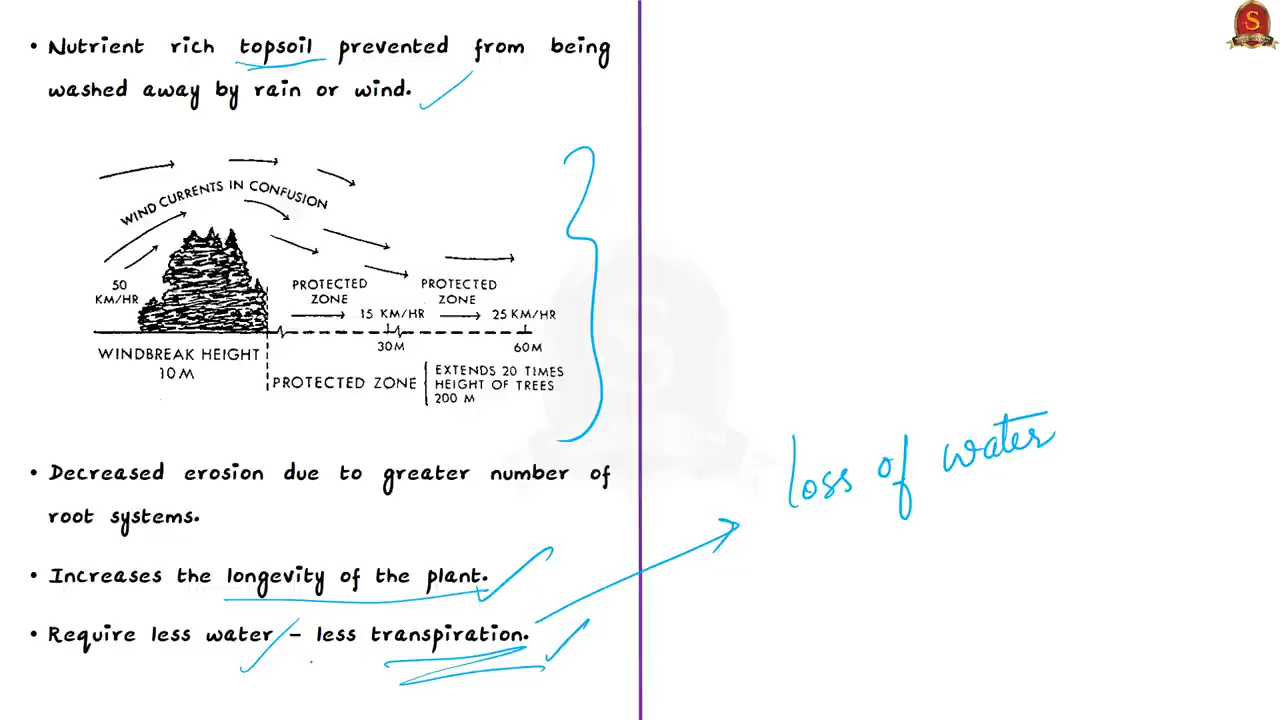 • Nutrient rich topsoil prevented from being
washed away by rain or wind.
WIND CURRENTS IN CONFUSION
50
KM/HR
PROTECTED
ZONE
PROTECTED
ZONE
15 KM/HR
25 KM/HR
30M
60M
WINDBREAK HEIGHT
10M
PROTECTED ZONE
EXTENDS 20 TIMES
HEIGHT OF TREES
200 M
• Decreased erosion due to greater number of
root systems.
• Increases the longevity of the plant.
• Require less water – less transpiration.
loss of water
S